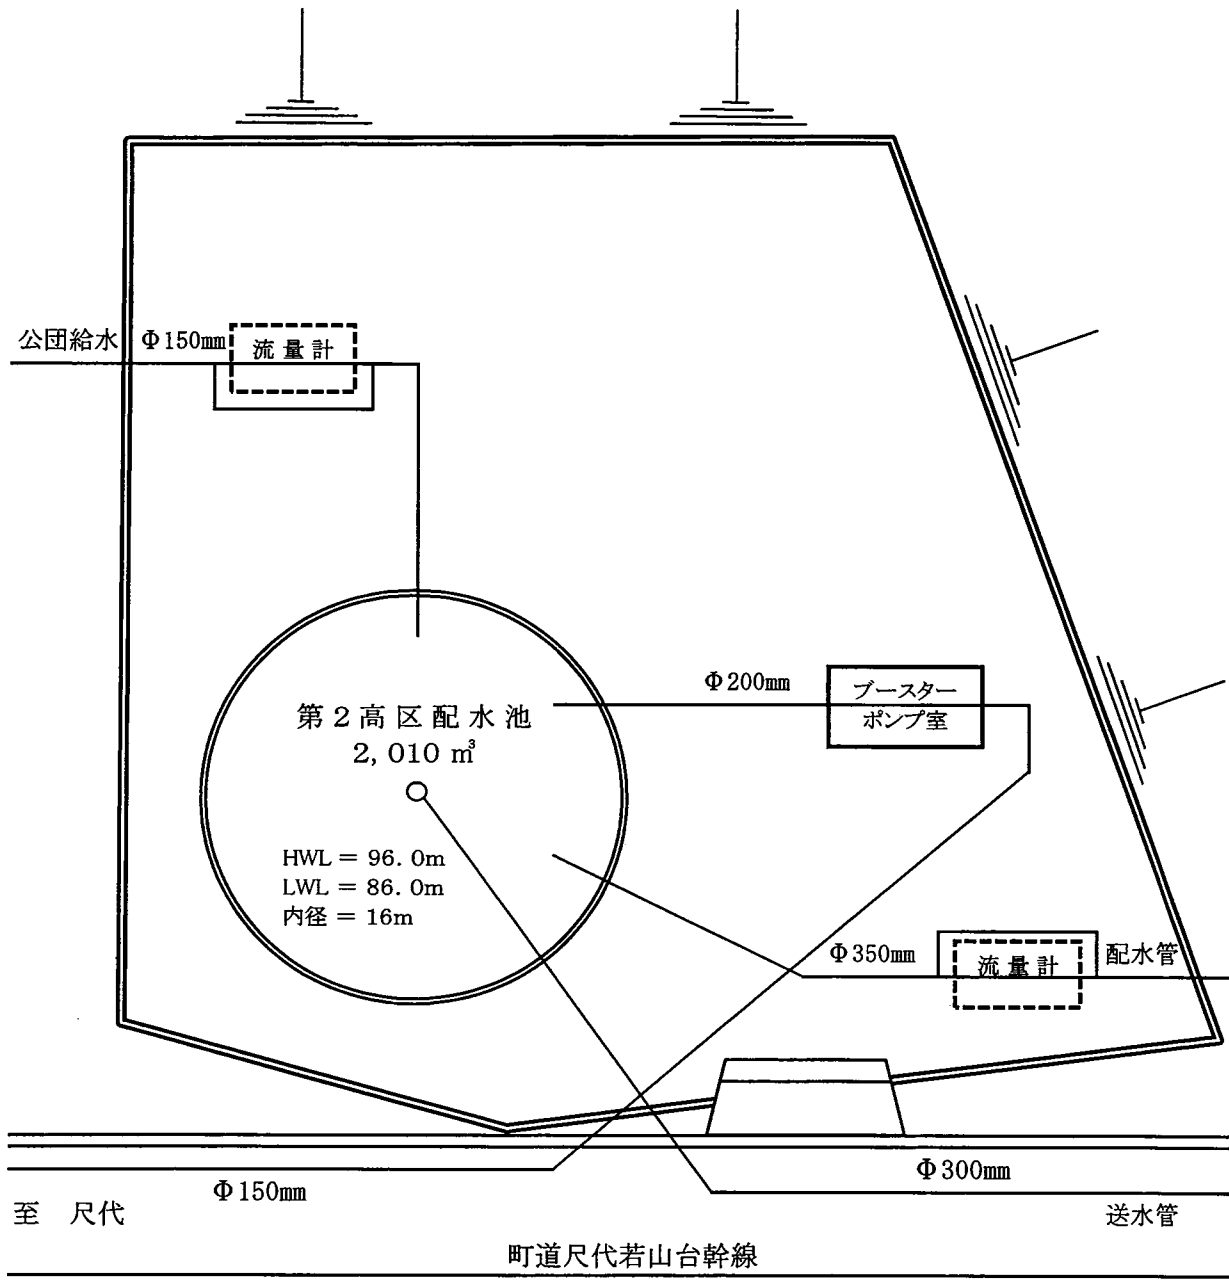 公団給水 Φ150mm
流量計
Φ200mm
ブースター
ポンプ室
第2高区配水池
2,010 ㎥
HWL = 96.0m
LWL = 86.0m
内径 = 16m
Φ350mm
流量計
配水管
Φ150mm
Φ300mm
至 尺代
送水管
町道尺代若山台幹線